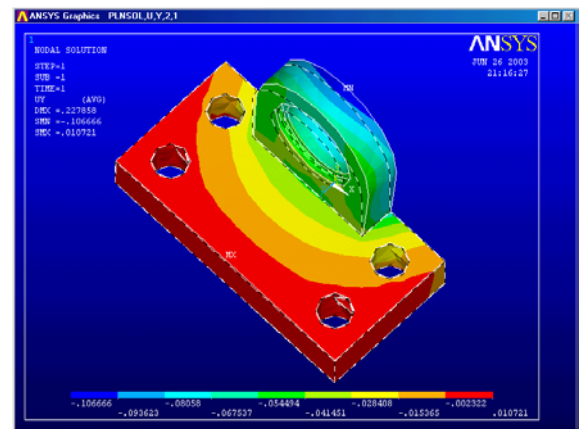 ANSYS Graphics PLNSOL,U,Y,2,1
1
NODAL SOLUTION
STEP=1
SUB =1
TIME=1
UY (AVG)
DMX =.227858
SMN =-.106666
SMX =.010721
ANSYS
JUN 26 2003
21:16:27
MN
X
MX
-.106666 -.08058 -.054494 -.028408 -.002322
-.093623 -.067537 -.041451 -.015365 .010721